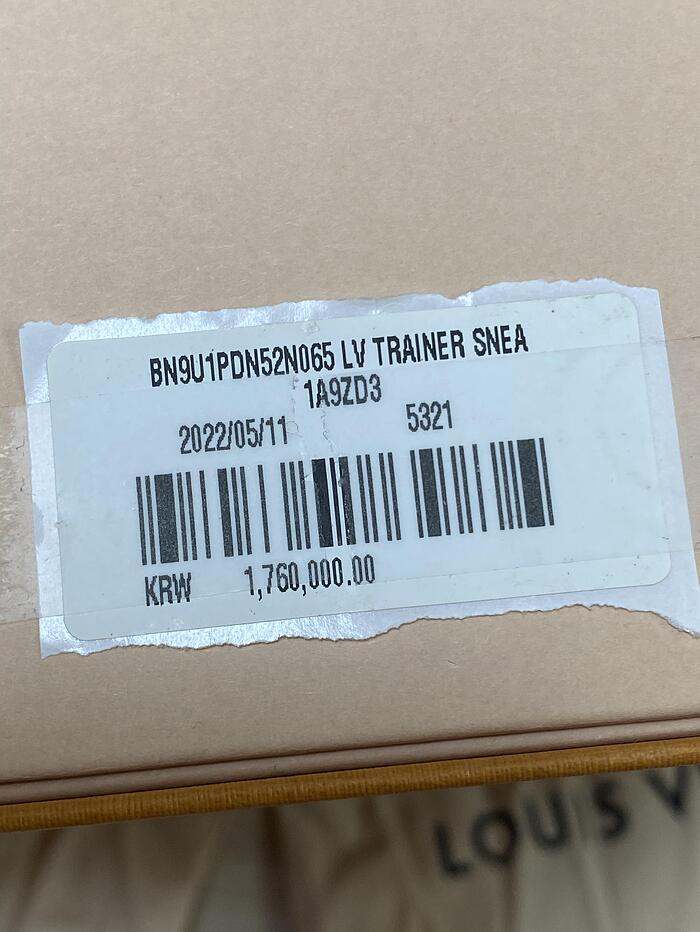 BN9U1PDN52N065 LV TRAINER SNEA
1A9ZD3
2022/05/11 5321
KRW 1,760,000.00
LOUIS V